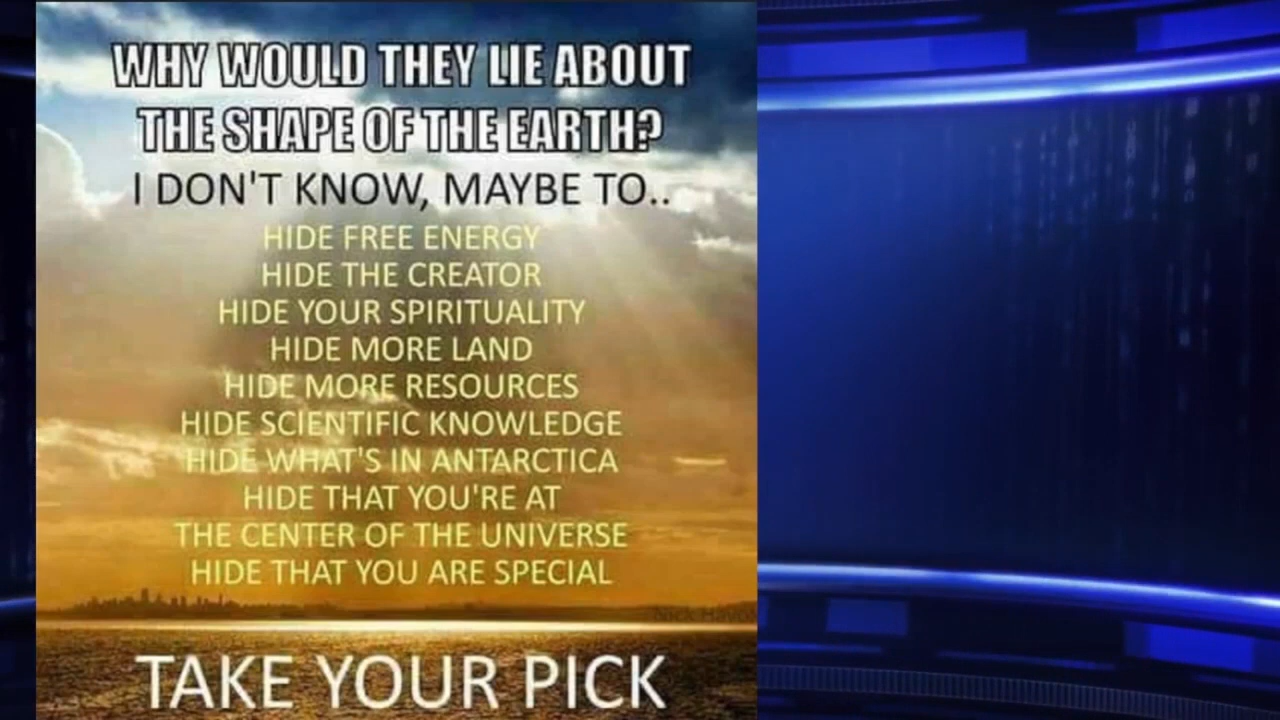 WHY WOULD THEY LIE ABOUT
THE SHAPE OF THE EARTH?
I DON'T KNOW, MAYBE TO..
HIDE FREE ENERGY
HIDE THE CREATOR
HIDE YOUR SPIRITUALITY
HIDE MORE LAND
HIDE MORE RESOURCES
HIDE SCIENTIFIC KNOWLEDGE
HIDE WHAT'S IN ANTARCTICA
HIDE THAT YOU'RE AT
THE CENTER OF THE UNIVERSE
HIDE THAT YOU ARE SPECIAL
Nick
TAKE YOUR PICK